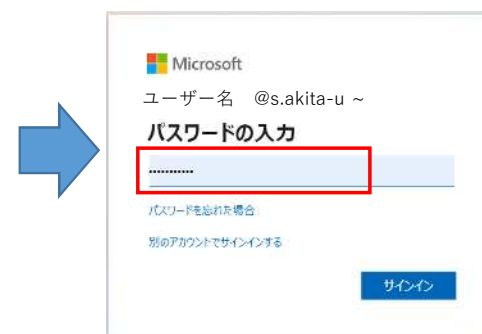 Microsoft
ユーザー名 @s.akita-u ~
パスワードの入力
•••••••••••
パスワードを忘れた場合
別のアカウントでサインインする
サインイン